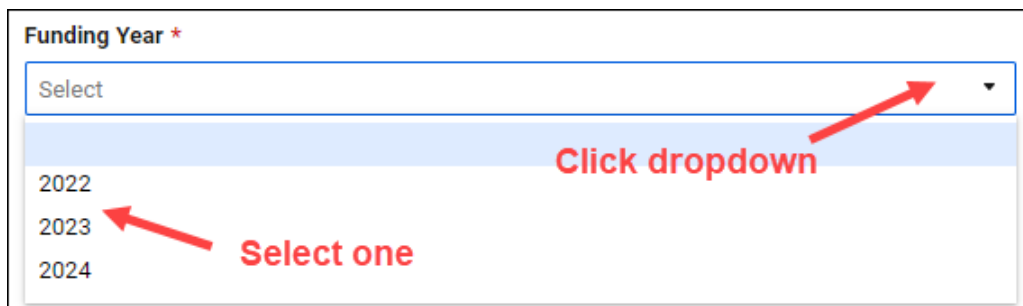 Funding Year *
Select
Click dropdown
2022
2023
Select one
2024